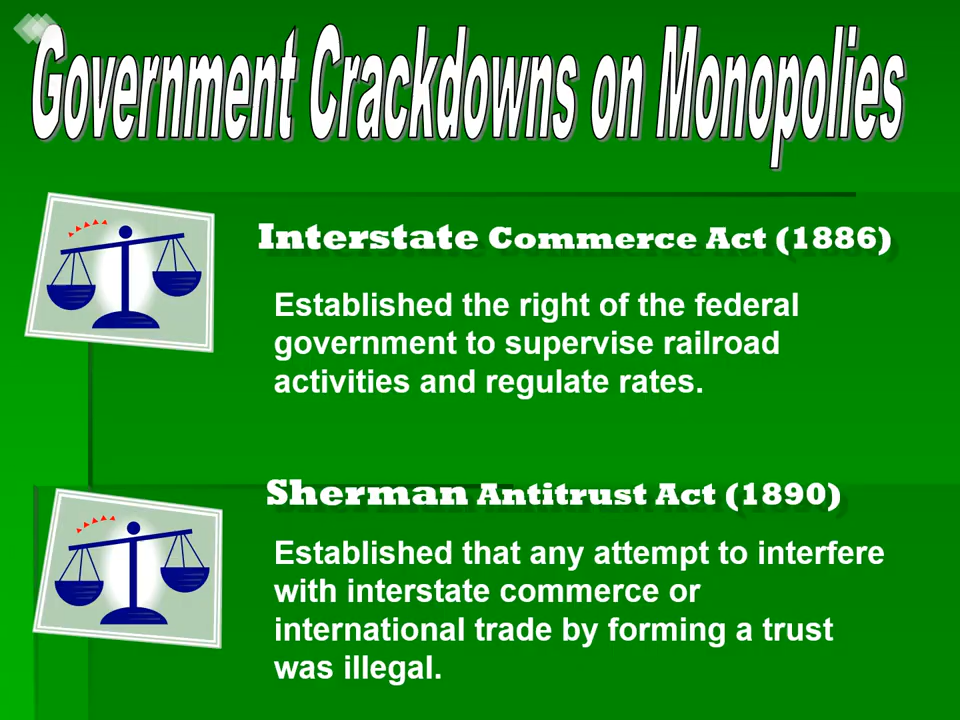 Government Crackdowns on Monopolies
Interstate Commerce Act (1886)
Established the right of the federal
government to supervise railroad
activities and regulate rates.
Sherman Antitrust Act (1890)
Established that any attempt to interfere
with interstate commerce or
international trade by forming a trust
was illegal.